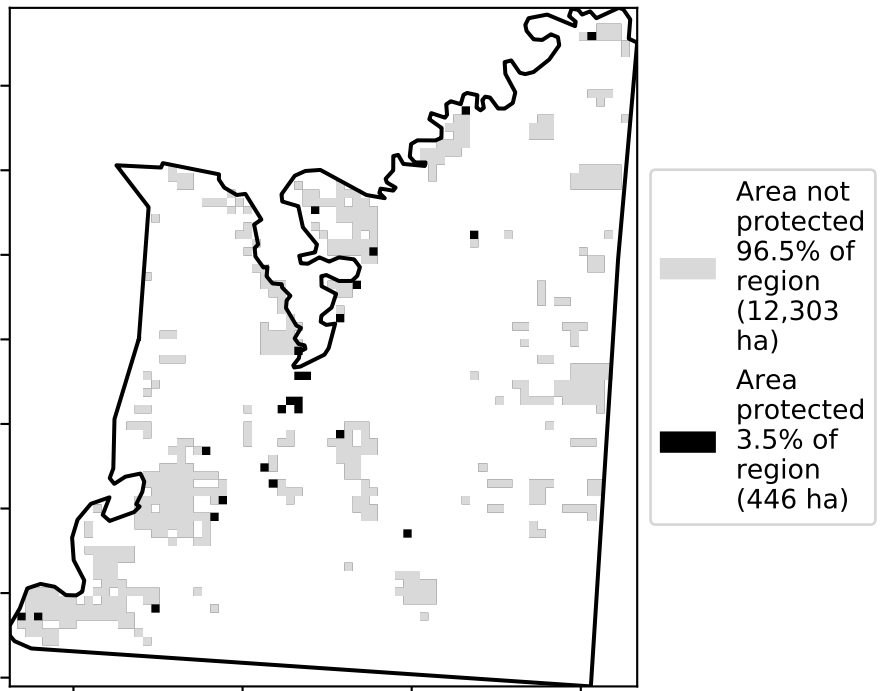 Area not
protected
96.5% of
region
(12,303
ha)
Area
protected
3.5% of
region
(446 ha)